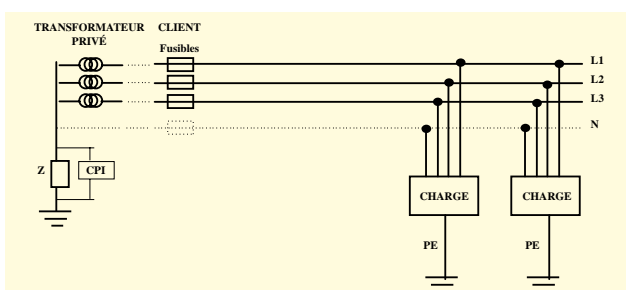 TRANSFORMATEUR CLIENT
PRIVÉ
Fusibles
L1
L2
L3
N
Z
CPI
CHARGE CHARGE
PE PE